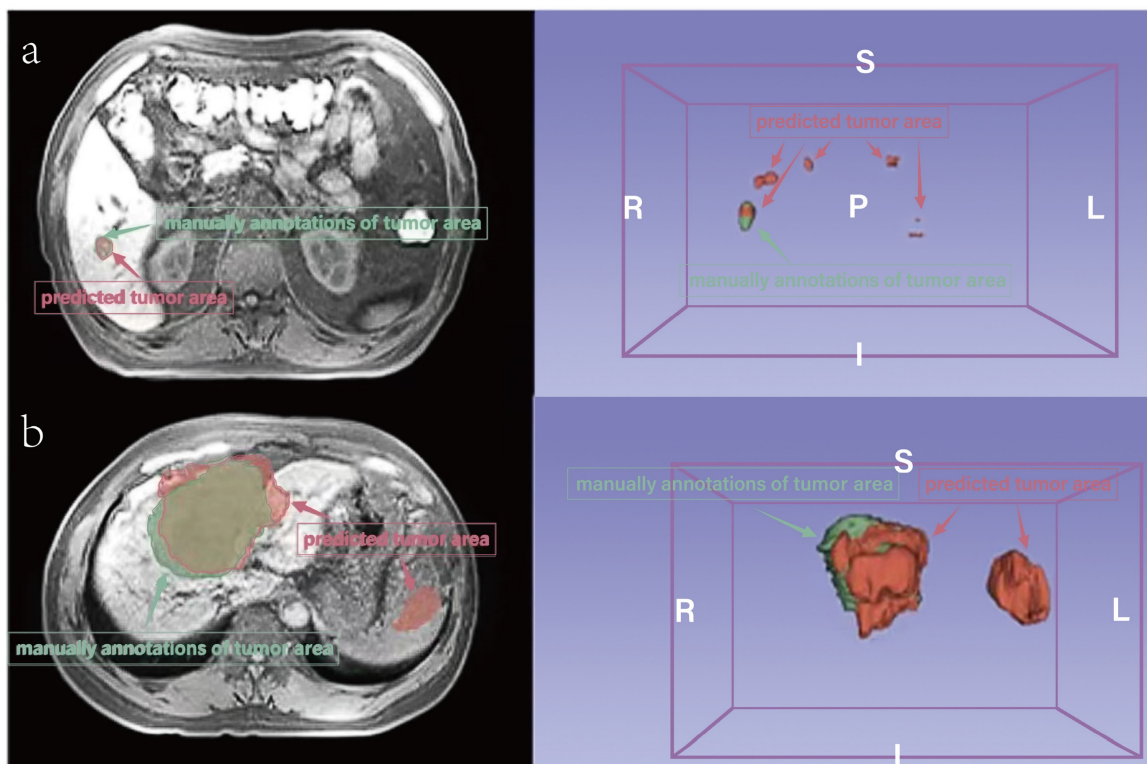 a
S
predicted tumor area
R
P
L
manually annotations of tumor area
predicted tumor area
manually annotations of tumor area
I
b
S
manually annotations of tumor area
predicted tumor area
predicted tumor area
R
L
manually annotations of tumor area
I